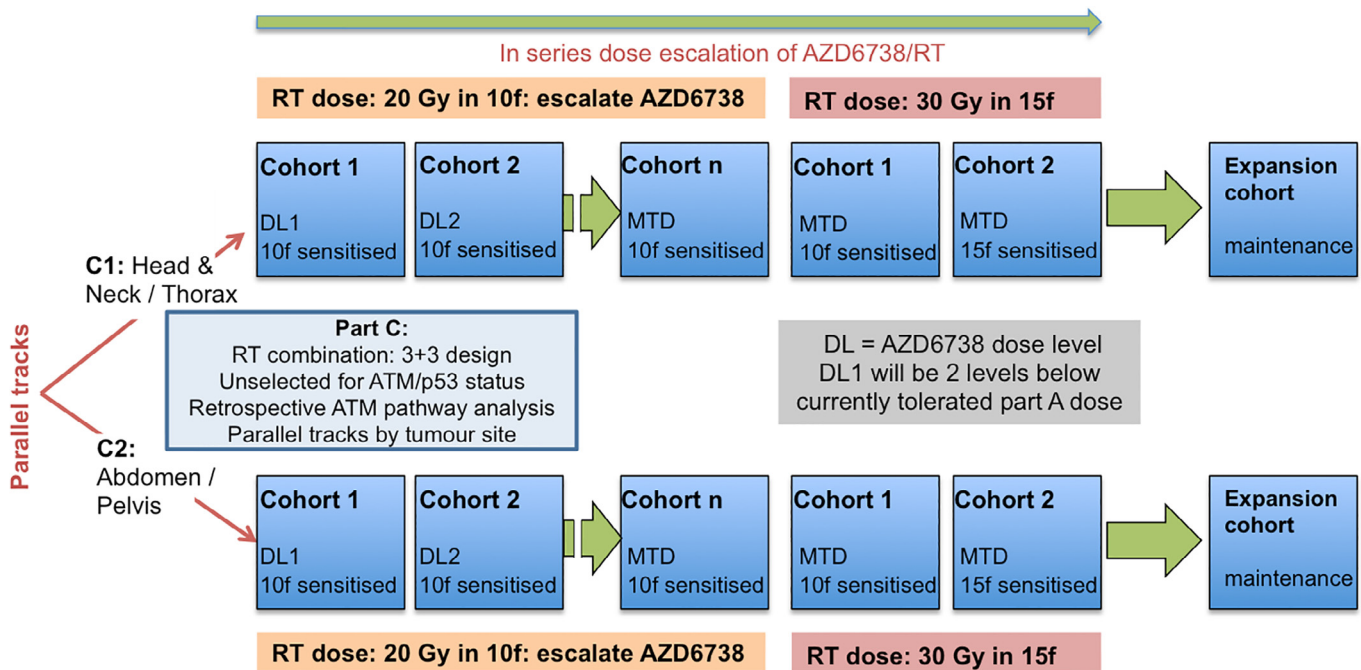 In series dose escalation of AZD6738/RT
RT dose: 20 Gy in 10f: escalate AZD6738
RT dose: 30 Gy in 15f
Cohort 1
DL1
10f sensitised
Cohort 2
DL2
10f sensitised
Cohort n
MTD
10f sensitised
Cohort 1
MTD
10f sensitised
Cohort 2
MTD
15f sensitised
Expansion
cohort
maintenance
Parallel tracks
C1: Head &
Neck / Thorax
Part C:
RT combination: 3+3 design
Unselected for ATM/p53 status
Retrospective ATM pathway analysis
Parallel tracks by tumour site
DL = AZD6738 dose level
DL1 will be 2 levels below
currently tolerated part A dose
C2:
Abdomen /
Pelvis
Cohort 1
DL1
10f sensitised
Cohort 2
DL2
10f sensitised
Cohort n
MTD
10f sensitised
Cohort 1
MTD
10f sensitised
Cohort 2
MTD
15f sensitised
Expansion
cohort
maintenance
RT dose: 20 Gy in 10f: escalate AZD6738
RT dose: 30 Gy in 15f